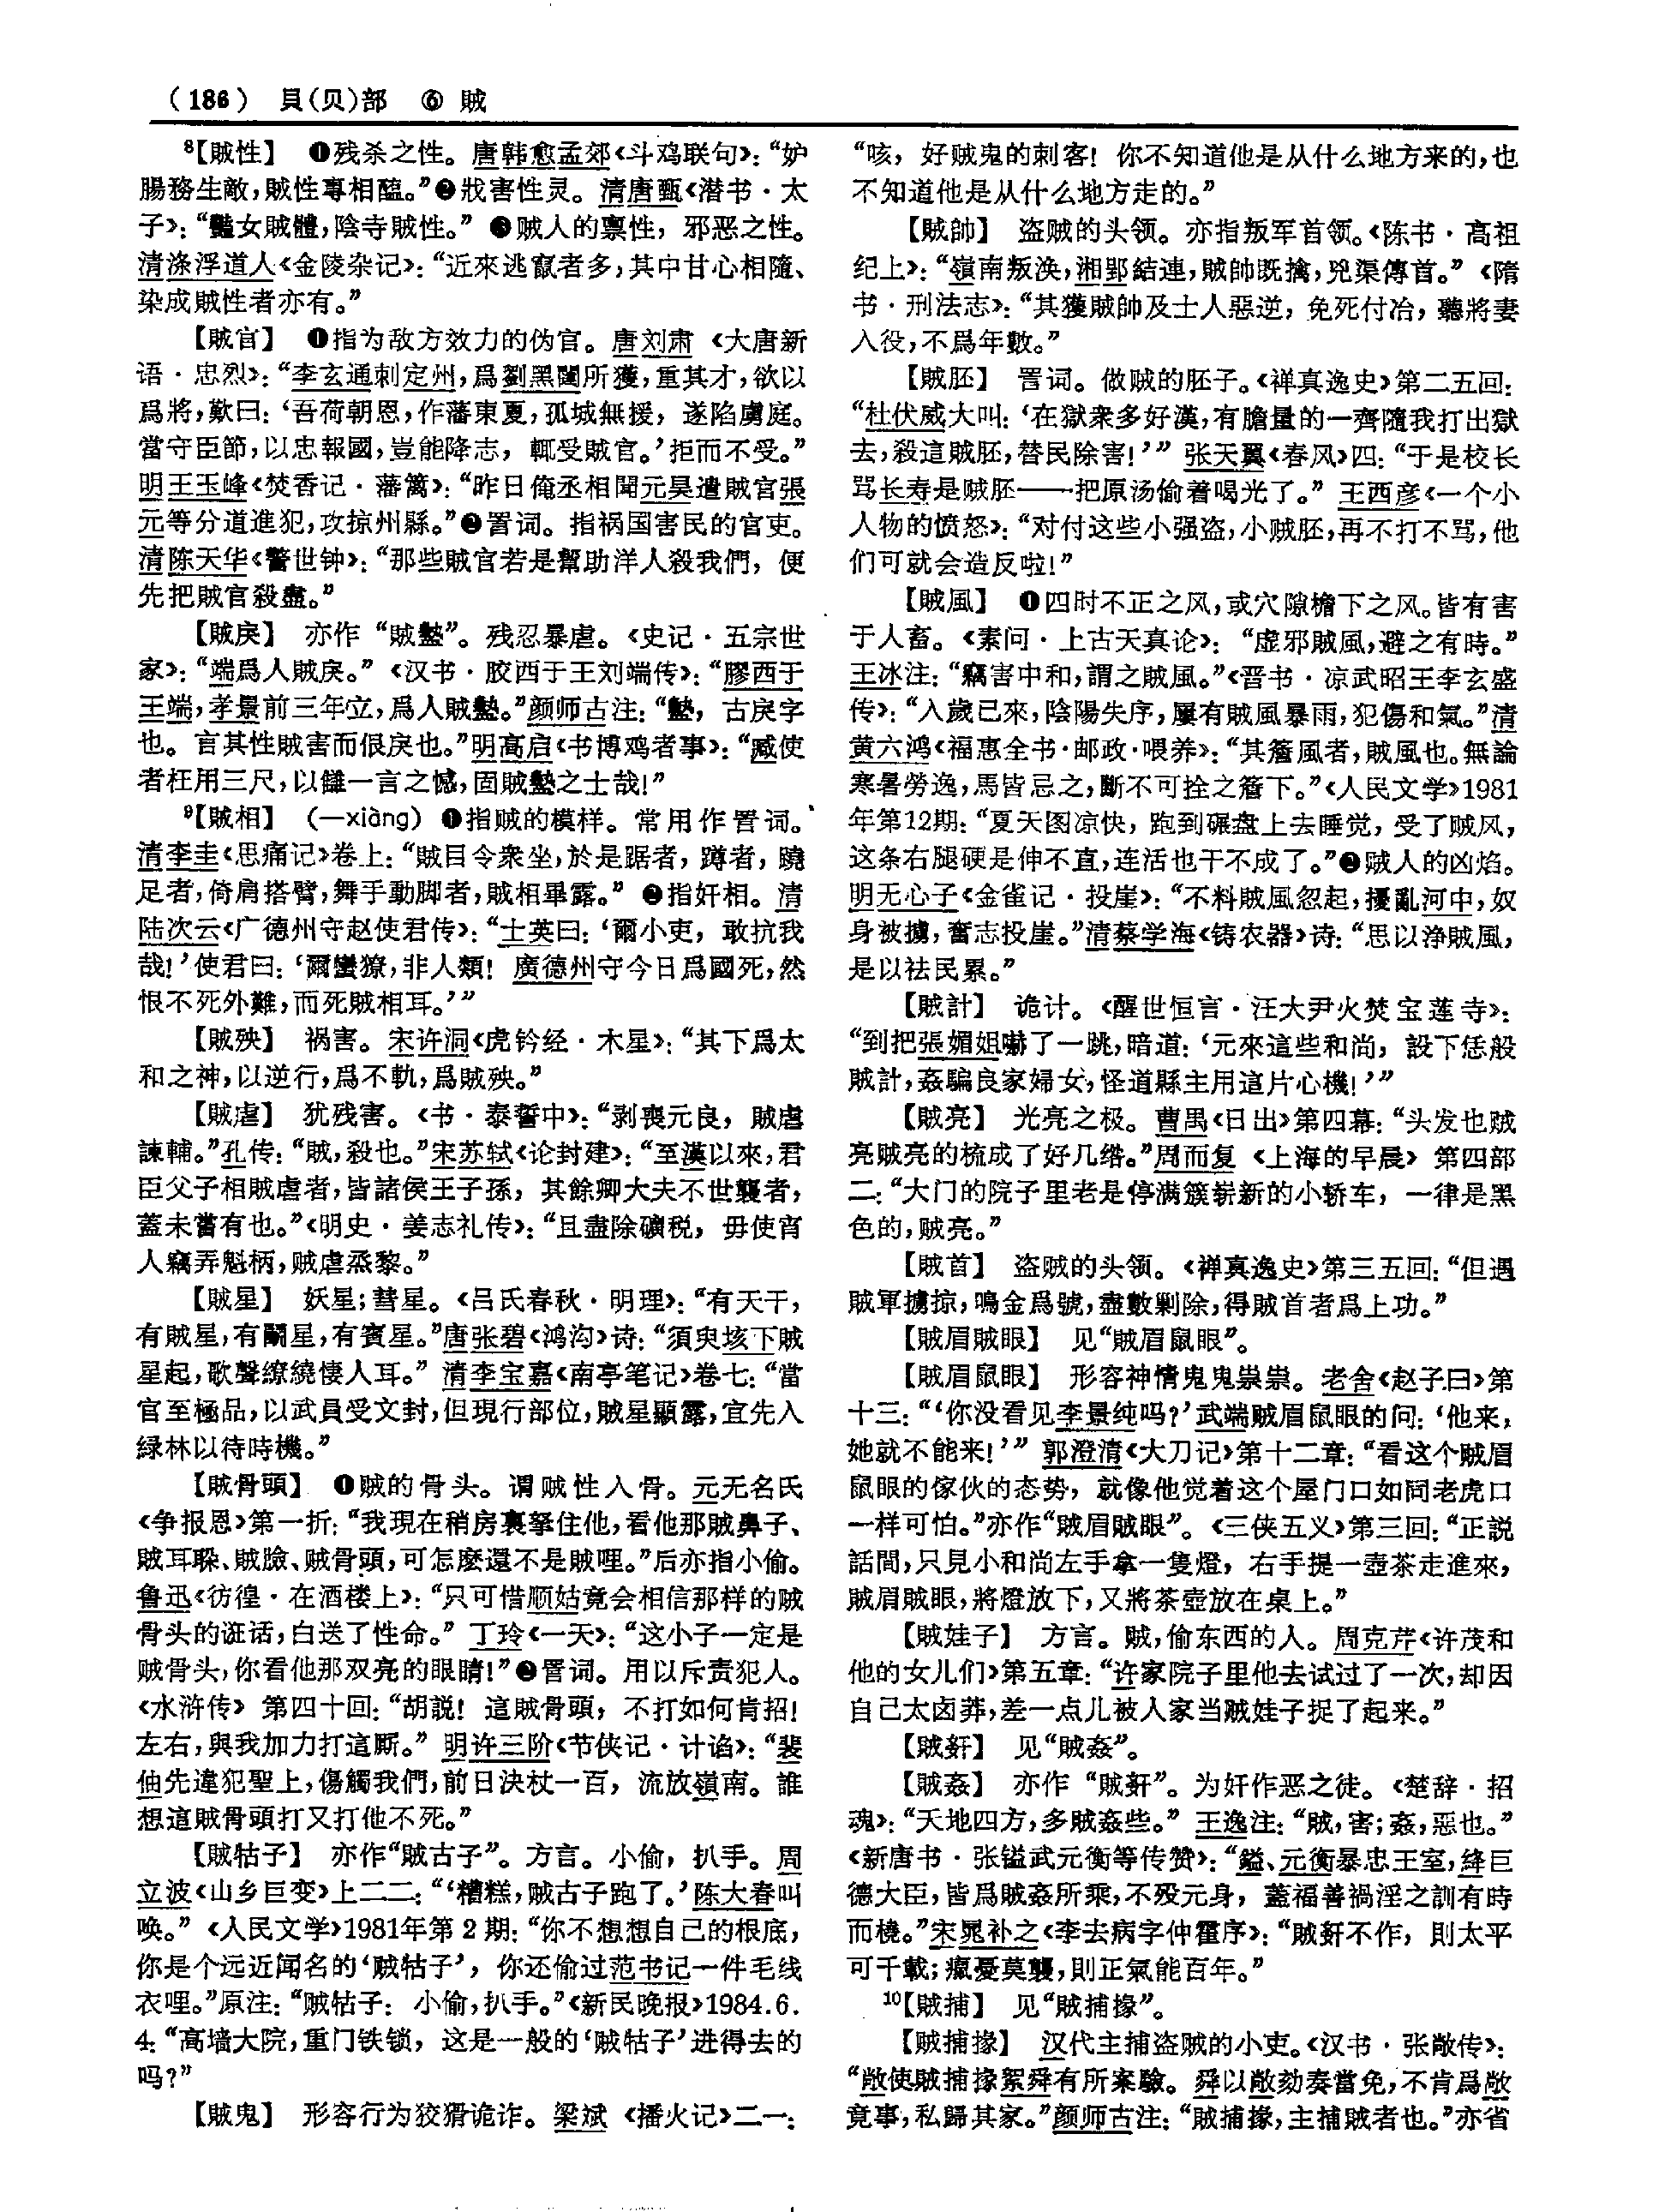 （186） 貝（贝）部 ⑥ 賊
⁸【賊性】 ❶残杀之性。唐韩愈孟郊《斗鸡联句》：“妒
腸務生敵，賊性專相醢。”❷戕害性灵。清唐甄《潜书·太
子》：“豔女賊體，陰寺賊性。”❸贼人的禀性，邪恶之性。
清涤浮道人《金陵杂记》：“近來逃竄者多，其中甘心相隨、
染成賊性者亦有。”
【賊官】 ❶指为敌方效力的伪官。唐刘肃《大唐新
语·忠烈》：“李玄通刺定州，爲劉黑闥所獲，重其才，欲以
爲將，歎曰：‘吾荷朝恩，作藩東夏，孤城無援，遂陷虜庭。
當守臣節，以忠報國，豈能降志，輒受賊官。’拒而不受。”
明王玉峰《焚香记·藩篱》：“昨日俺丞相聞元昊遣賊官張
元等分道進犯，攻掠州縣。”❷詈词。指祸国害民的官吏。
清陈天华《警世钟》：“那些賊官若是幫助洋人殺我們，便
先把賊官殺盡。”
【賊戾】 亦作“賊盭”。残忍暴虐。《史记·五宗世
家》：“端爲人賊戾。”《汉书·胶西于王刘端传》：“膠西于
王端，孝景前三年立，爲人賊盭。”颜师古注：“盭，古戾字
也。言其性賊害而佷戾也。”明高启《书博鸡者事》：“臧使
者枉用三尺，以讎一言之憾，固賊盭之士哉！”
⁹【賊相】 （—xiàng）❶指贼的模样。常用作詈词。
清李圭《思痛记》卷上：“賊目令衆坐，於是踞者，蹲者，蹺
足者，倚肩搭臂，舞手動脚者，賊相畢露。”❷指奸相。清
陆次云《广德州守赵使君传》：“士英曰：‘爾小吏，敢抗我
哉！’使君曰：‘爾蠻獠，非人類！廣德州守今日爲國死，然
恨不死外難，而死賊相耳。’”
【賊殃】 祸害。宋许洞《虎钤经·木星》：“其下爲太
和之神，以逆行，爲不軌，爲賊殃。”
【賊虐】 犹残害。《书·泰誓中》：“剥喪元良，賊虐
諫輔。”孔传：“賊，殺也。”宋苏轼《论封建》：“至漢以來，君
臣父子相賊虐者，皆諸侯王子孫，其餘卿大夫不世襲者，
蓋未嘗有也。”《明史·姜志礼传》：“且盡除礦税，毋使宵
人竊弄魁柄，贼虐烝黎。”
【賊星】 妖星；彗星。《吕氏春秋·明理》：“有天干，
有賊星，有鬭星，有賓星。”唐张碧《鸿沟》诗：“須臾垓下賊
星起，歌聲繚繞悽人耳。”清李宝嘉《南亭笔记》卷七：“當
官至極品，以武員受文封，但現行部位，賊星顯露，宜先入
緑林以待時機。”
【賊骨頭】 ❶贼的骨头。谓贼性入骨。元无名氏
《争报恩》第一折：“我現在稍房裏拏住他，看他那賊鼻子、
賊耳朶、賊臉、賊骨頭，可怎麽還不是賊哩。”后亦指小偷。
鲁迅《彷徨·在酒楼上》：“只可惜顺姑竟会相信那样的贼
骨头的诳话，白送了性命。”丁玲《一天》：“这小子一定是
贼骨头，你看他那双亮的眼睛！”❷詈词。用以斥责犯人。
《水浒传》第四十回：“胡説！這賊骨頭，不打如何肯招！
左右，與我加力打這厮。”明许三阶《节侠记·计谄》：“裴
伷先違犯聖上，傷觸我們，前日決杖一百，流放嶺南。誰
想這賊骨頭打又打他不死。”
【賊牯子】 亦作“賊古子”。方言。小偷，扒手。周
立波《山乡巨变》上二二：“‘糟糕，贼古子跑了。’陈大春叫
唤。”《人民文学》1981年第2期：“你不想想自己的根底，
你是个远近闻名的‘贼牯子’，你还偷过范书记一件毛线
衣哩。”原注：“贼牯子：小偷，扒手。”《新民晚报》1984.6.
4：“高墙大院，重门铁锁，这是一般的‘贼牯子’进得去的
吗？”
【賊鬼】 形容行为狡猾诡诈。梁斌《播火记》二一：
“咳，好贼鬼的刺客！你不知道他是从什么地方来的，也
不知道他是从什么地方走的。”
【賊帥】 盗贼的头领。亦指叛军首领。《陈书·高祖
纪上》：“嶺南叛涣，湘郢結連，賊帥既擒，兇渠傳首。”《隋
书·刑法志》：“其獲賊帥及士人惡逆，免死付冶，聽將妻
入役，不爲年數。”
【賊胚】 詈词。做贼的胚子。《禅真逸史》第二五回：
“杜伏威大叫：‘在獄衆多好漢，有膽量的一齊隨我打出獄
去，殺這賊胚，替民除害！’”张天翼《春风》四：“于是校长
骂长寿是贼胚——把原汤偷着喝光了。”王西彦《一个小
人物的愤怒》：“对付这些小强盗，小贼胚，再不打不骂，他
们可就会造反啦！”
【賊風】 ❶四时不正之风，或穴隙檐下之风。皆有害
于人畜。《素问·上古天真论》：“虚邪賊風，避之有時。”
王冰注：“竊害中和，謂之賊風。”《晋书·凉武昭王李玄盛
传》：“入歲已來，陰陽失序，屢有賊風暴雨，犯傷和氣。”清
黄六鸿《福惠全书·邮政·喂养》：“其簷風者，賊風也。無論
寒暑勞逸，馬皆忌之，斷不可拴之簷下。”《人民文学》1981
年第12期：“夏天图凉快，跑到碾盘上去睡觉，受了贼风，
这条右腿硬是伸不直，连活也干不成了。”❷贼人的凶焰。
明无心子《金雀记·投崖》：“不料賊風忽起，擾亂河中，奴
身被擄，奮志投崖。”清蔡学海《铸农器》诗：“思以浄賊風，
是以祛民累。”
【賊計】 诡计。《醒世恒言·汪大尹火焚宝莲寺》：
“到把張媚姐嚇了一跳，暗道：‘元來這些和尚，設下恁般
賊計，姦騙良家婦女，怪道縣主用這片心機！’”
【賊亮】 光亮之极。曹禺《日出》第四幕：“头发也贼
亮贼亮的梳成了好几绺。”周而复《上海的早晨》第四部
二：“大门的院子里老是停满簇崭新的小轿车，一律是黑
色的，贼亮。”
【賊首】 盗贼的头领。《禅真逸史》第三五回：“但遇
賊軍擄掠，鳴金爲號，盡數剿除，得賊首者爲上功。”
【賊眉賊眼】 见“賊眉鼠眼”。
【賊眉鼠眼】 形容神情鬼鬼祟祟。老舍《赵子曰》第
十三：“‘你没看见李景纯吗？’武端贼眉鼠眼的问：‘他来，
她就不能来！’”郭澄清《大刀记》第十二章：“看这个贼眉
鼠眼的傢伙的态势，就像他觉着这个屋门口如同老虎口
一样可怕。”亦作“賊眉賊眼”。《三侠五义》第三回：“正説
話間，只見小和尚左手拿一隻燈，右手提一壺茶走進來，
賊眉賊眼，將燈放下，又將茶壺放在桌上。”
【賊娃子】 方言。贼，偷东西的人。周克芹《许茂和
他的女儿们》第五章：“许家院子里他去试过了一次，却因
自己太卤莽，差一点儿被人家当贼娃子捉了起来。”
【賊姧】 见“賊姦”。
【賊姦】 亦作“賊姧”。为奸作恶之徒。《楚辞·招
魂》：“天地四方，多賊姦些。”王逸注：“賊，害；姦，惡也。”
《新唐书·张镒武元衡等传赞》：“鎰、元衡暴忠王室，絳巨
德大臣，皆爲賊姦所乘，不殁元身，蓋福善禍淫之訓有時
而橈。”宋晁补之《李去病字仲霍序》：“賊姧不作，則太平
可千載；癘憂莫襲，則正氣能百年。”
¹⁰【賊捕】 见“賊捕掾”。
【賊捕掾】 汉代主捕盗贼的小吏。《汉书·张敞传》：
“敞使賊捕掾絮舜有所案驗。舜以敞劾奏當免，不肯爲敞
竟事，私歸其家。”颜师古注：“賊捕掾，主捕賊者也。”亦省